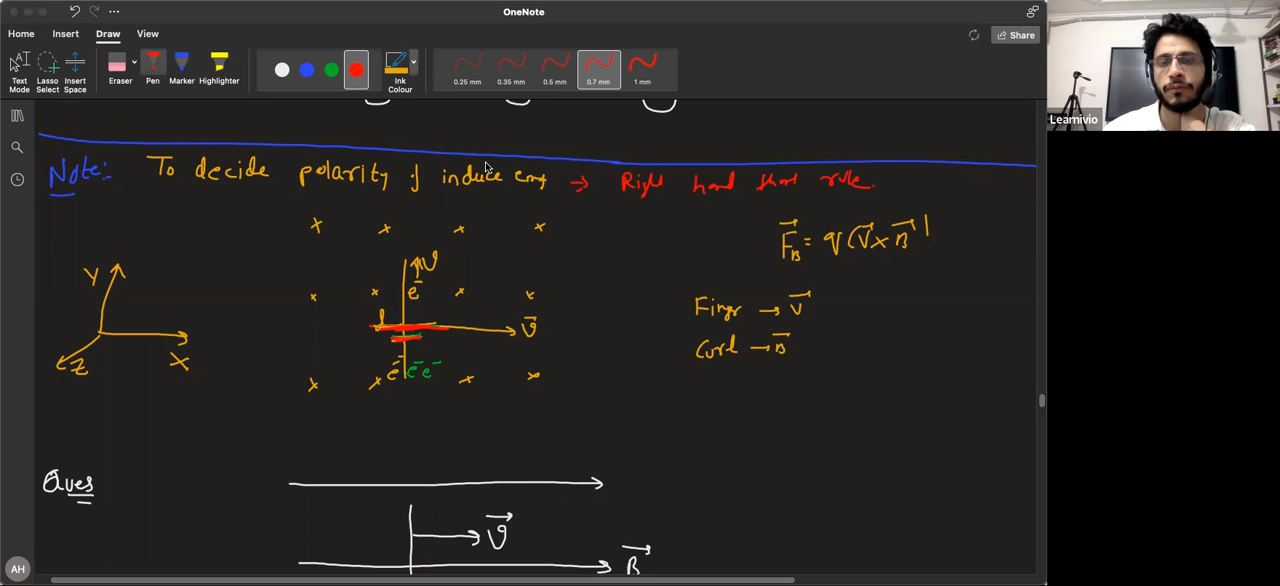 OneNote
Home Insert Draw View
Share
Text Mode
Lasso Select
Insert Space
Eraser
Pen
Marker
Highlighter
Ink Colour
0.25 mm
0.35 mm
0.5 mm
0.7 mm
1 mm
Learnivio
Note:- To decide polarity of induce emf → Right hand rule.
F⃗B = q(V⃗ × B⃗)
× × × ×
Y
v
e⁻
× × × ×
Finger → V⃗
l
v⃗
X
Curl → B⃗
Z
e⁻ e⁻ e⁻
× × × ×
Ques
v⃗
B⃗
AH